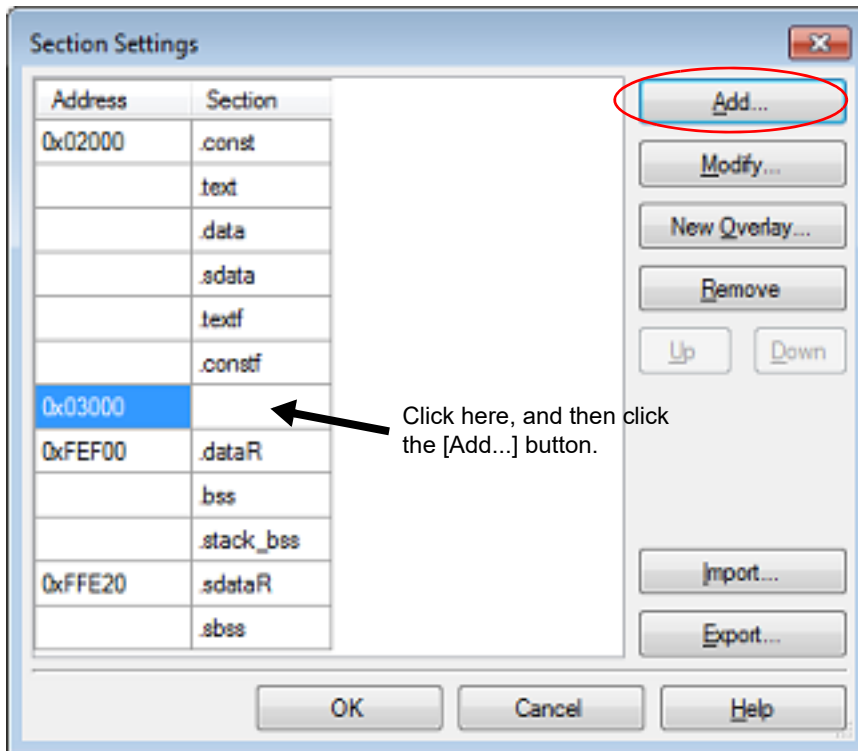 Section Settings
Address Section
0x02000 .const
.text
.data
.sdata
.textf
.constf
0x03000
0xFEF00 .dataR
.bss
.stack_bss
0xFFE20 .sdataR
.sbss
Add...
Modify...
New Overlay...
Remove
Up Down
Click here, and then click
the [Add...] button.
Import...
Export...
OK Cancel Help